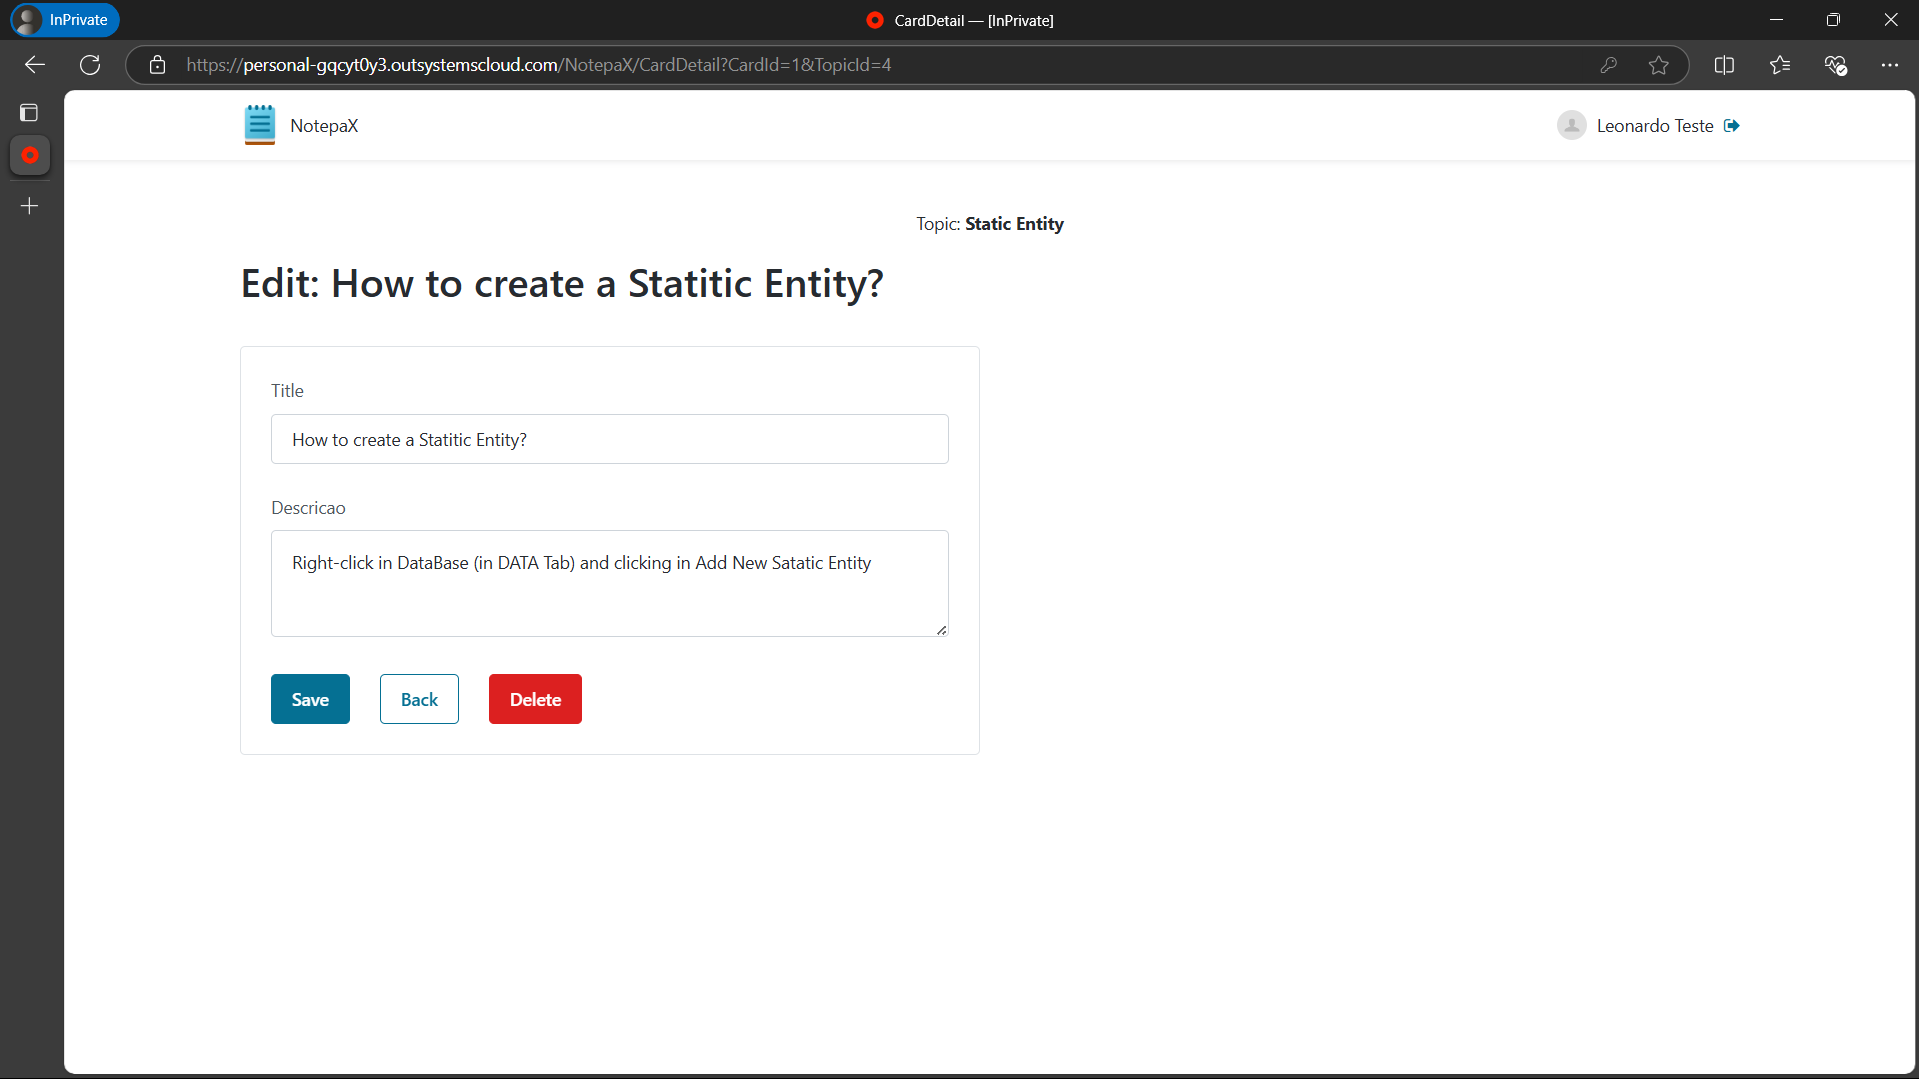 InPrivate
CardDetail — [InPrivate]
https://personal-gqcyt0y3.outsystemscloud.com/NotepaX/CardDetail?CardId=1&TopicId=4
NotepaX
Leonardo Teste
Topic: Static Entity
Edit: How to create a Statitic Entity?
Title
How to create a Statitic Entity?
Descricao
Right-click in DataBase (in DATA Tab) and clicking in Add New Satatic Entity
Save
Back
Delete